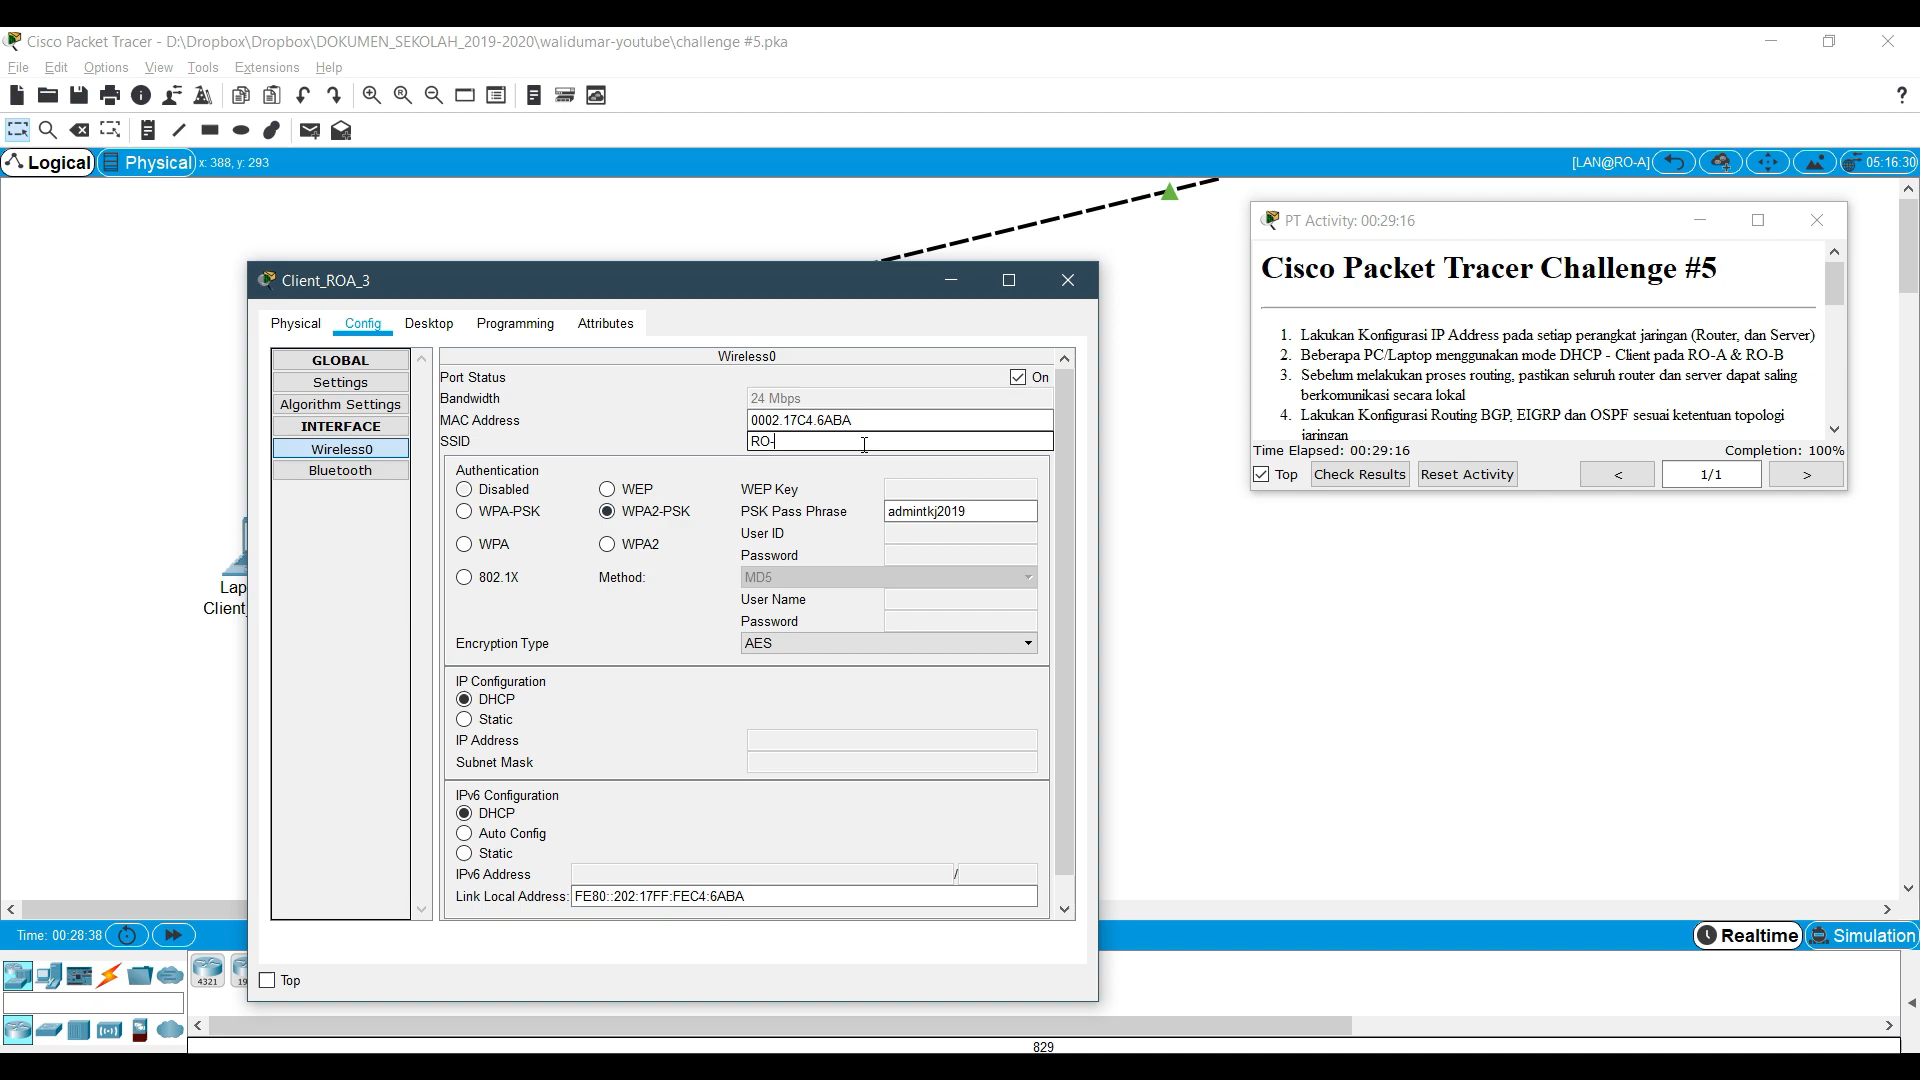 Cisco Packet Tracer - D:\Dropbox\Dropbox\DOKUMEN_SEKOLAH_2019-2020\walidumar-youtube\challenge #5.pka
File Edit Options View Tools Extensions Help
?
Logical Physical x: 388, y: 293
[LAN@RO-A] 05:16:30
PT Activity: 00:29:16
Cisco Packet Tracer Challenge #5
1. Lakukan Konfigurasi IP Address pada setiap perangkat jaringan (Router, dan Server)
2. Beberapa PC/Laptop menggunakan mode DHCP - Client pada RO-A & RO-B
3. Sebelum melakukan proses routing, pastikan seluruh router dan server dapat saling
berkomunikasi secara lokal
4. Lakukan Konfigurasi Routing BGP, EIGRP dan OSPF sesuai ketentuan topologi
jaringan
Time Elapsed: 00:29:16 Completion: 100%
Top Check Results Reset Activity < 1/1 >
Client_ROA_3
Physical Config Desktop Programming Attributes
GLOBAL
Settings
Algorithm Settings
INTERFACE
Wireless0
Bluetooth
Wireless0
Port Status On
Bandwidth 24 Mbps
MAC Address 0002.17C4.6ABA
SSID RO-
Authentication
Disabled WEP WEP Key
WPA-PSK WPA2-PSK PSK Pass Phrase admintkj2019
User ID
WPA WPA2
Password
802.1X Method: MD5
User Name
Password
Encryption Type AES
IP Configuration
DHCP
Static
IP Address
Subnet Mask
IPv6 Configuration
DHCP
Auto Config
Static
IPv6 Address /
Link Local Address: FE80::202:17FF:FEC4:6ABA
Top
Lap
Client_
Time: 00:28:38
Realtime Simulation
4321 19
829